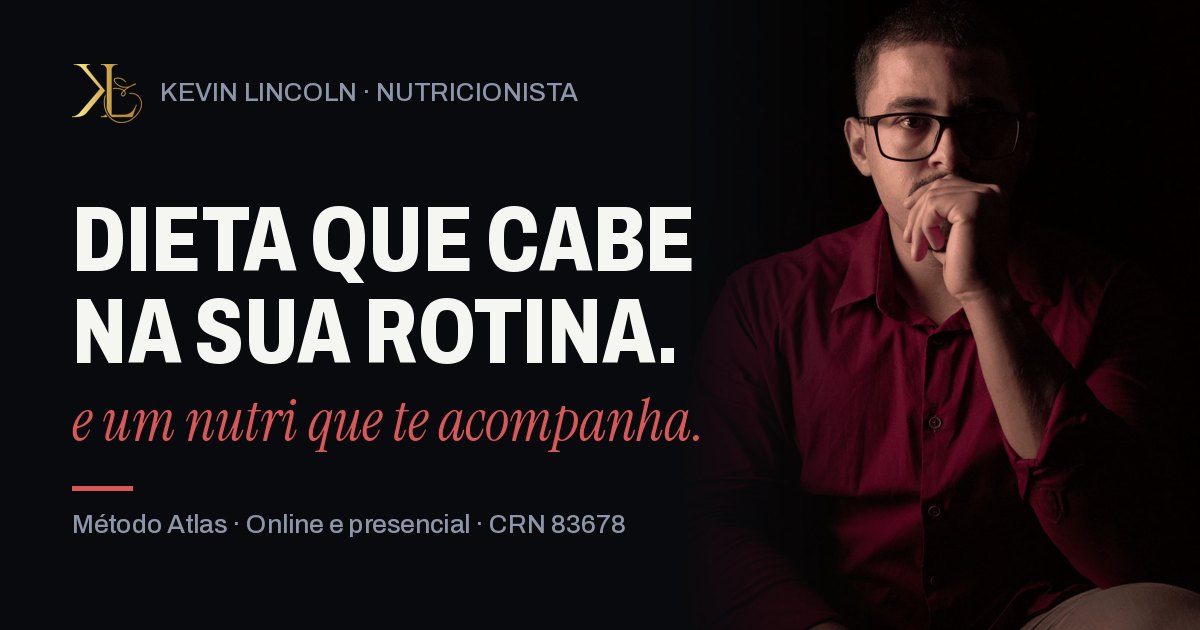 KEVIN LINCOLN · NUTRICIONISTA
DIETA QUE CABE
NA SUA ROTINA.
e um nutri que te acompanha.
Método Atlas · Online e presencial · CRN 83678